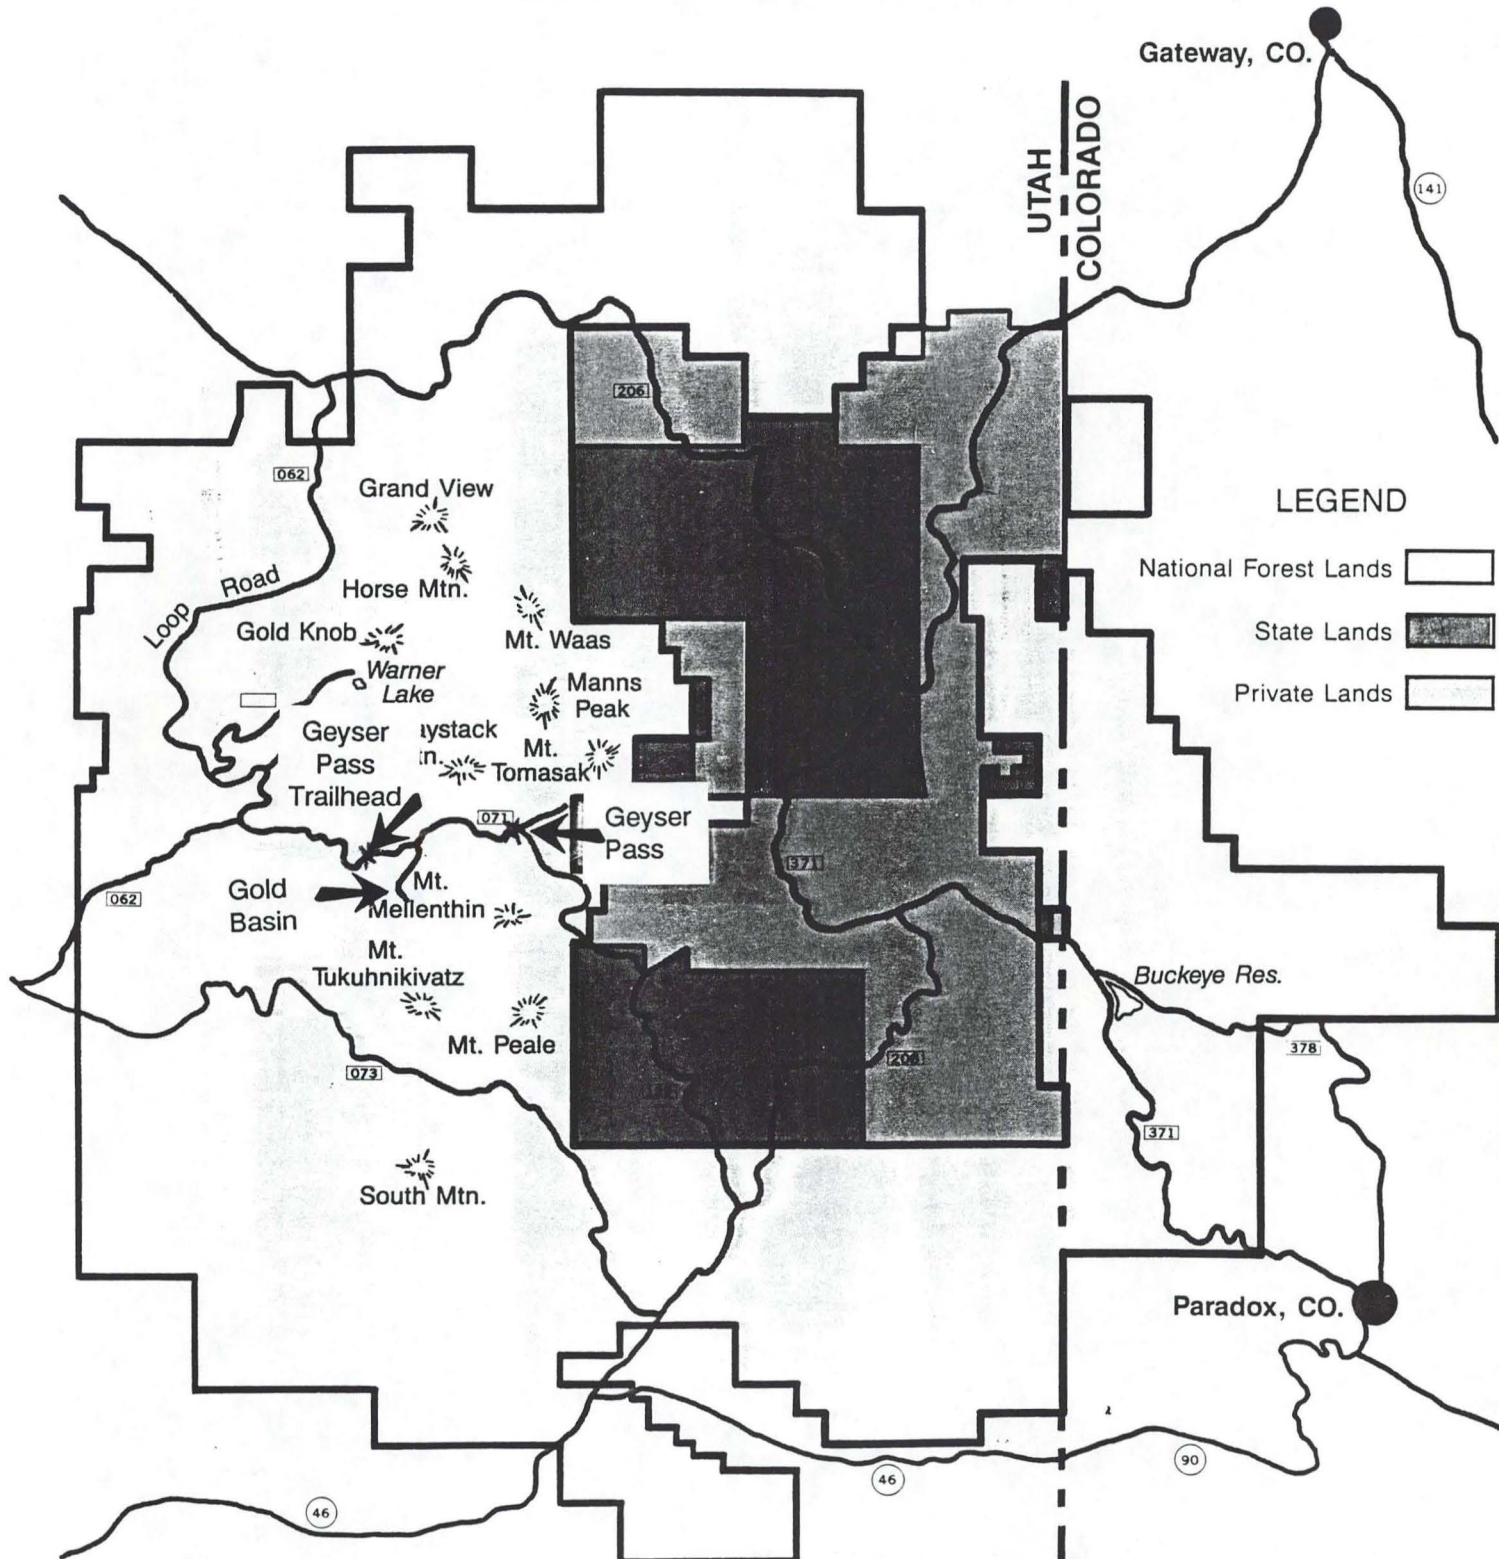 Gateway, CO.
UTAH
COLORADO
141
206
062
Grand View
LEGEND
National Forest Lands
State Lands
Private Lands
Loop
Road
Horse Mtn.
Gold Knob
Mt. Waas
Warner
Lake
Manns
Peak
Geyser
Pass
Trailhead
aystack
Mt.
Tomasak
071
Geyser
Pass
371
062
Gold
Basin
Mt.
Mellenthin
Mt.
Tukuhnikivatz
Mt. Peale
Buckeye Res.
073
208
378
371
South Mtn.
Paradox, CO.
46
46
90